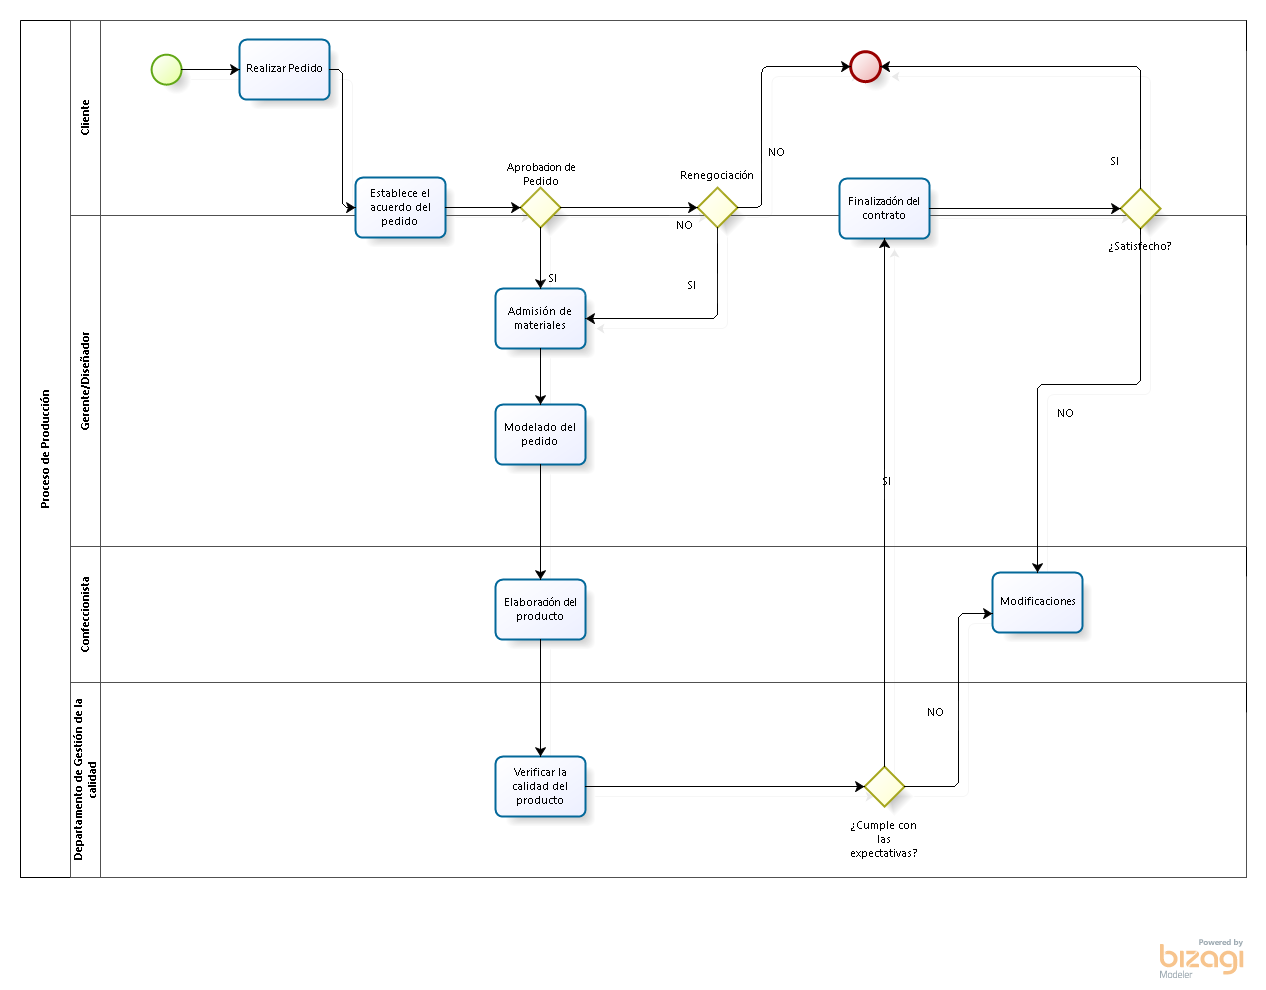 Proceso de Producción
Cliente
Realizar Pedido
Establece el
acuerdo del
pedido
Aprobacion de
Pedido
Renegociación
NO
NO
SI
Finalización del
contrato
SI
¿Satisfecho?
Gerente/Diseñador
SI
Admisión de
materiales
Modelado del
pedido
SI
NO
Confeccionista
Elaboración del
producto
Modificaciones
Departamento de Gestión de la
calidad
Verificar la
calidad del
producto
¿Cumple con
las
expectativas?
NO
Powered by
bizagi
Modeler